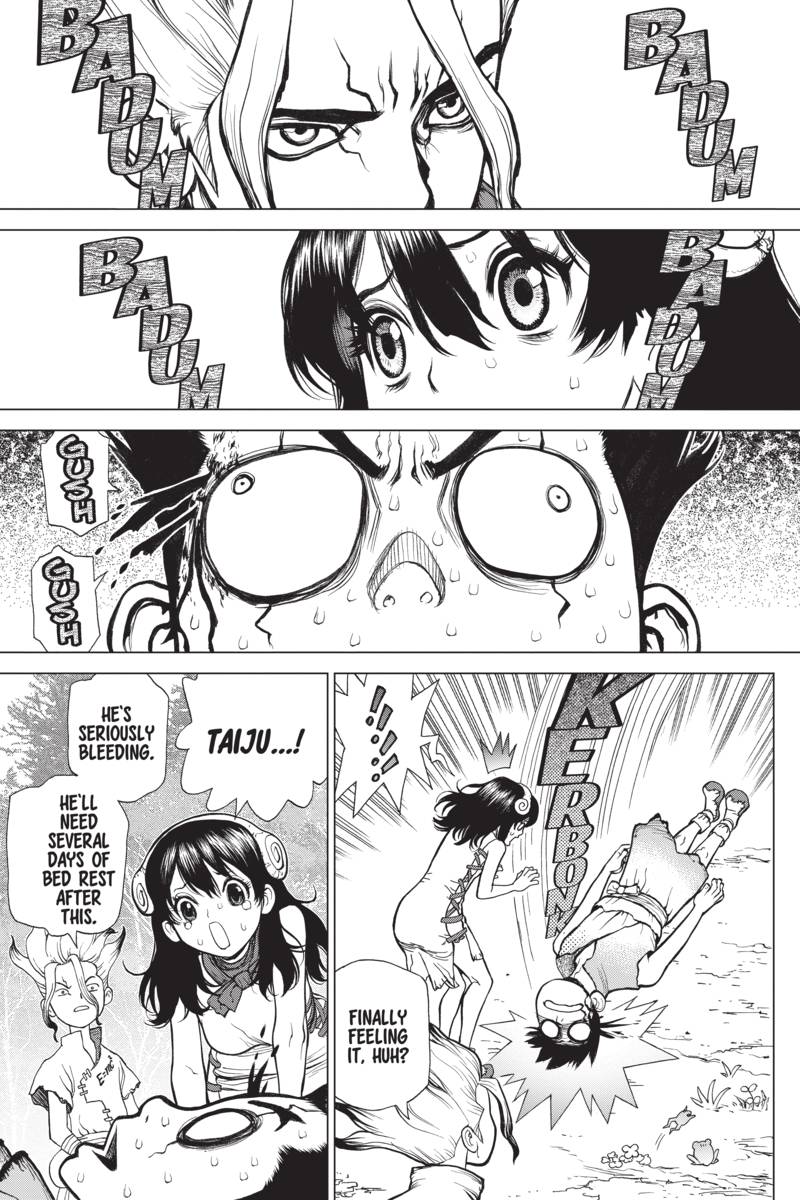 BADUM
BADUM
BADUM
BADUM
GUSH
GUSH
!!!!
KERBONK
FINALLY
FEELING
IT, HUH?
TAIJU...!
HE'S
SERIOUSLY
BLEEDING.
HE'LL
NEED
SEVERAL
DAYS OF
BED REST
AFTER
THIS.
E=mc²